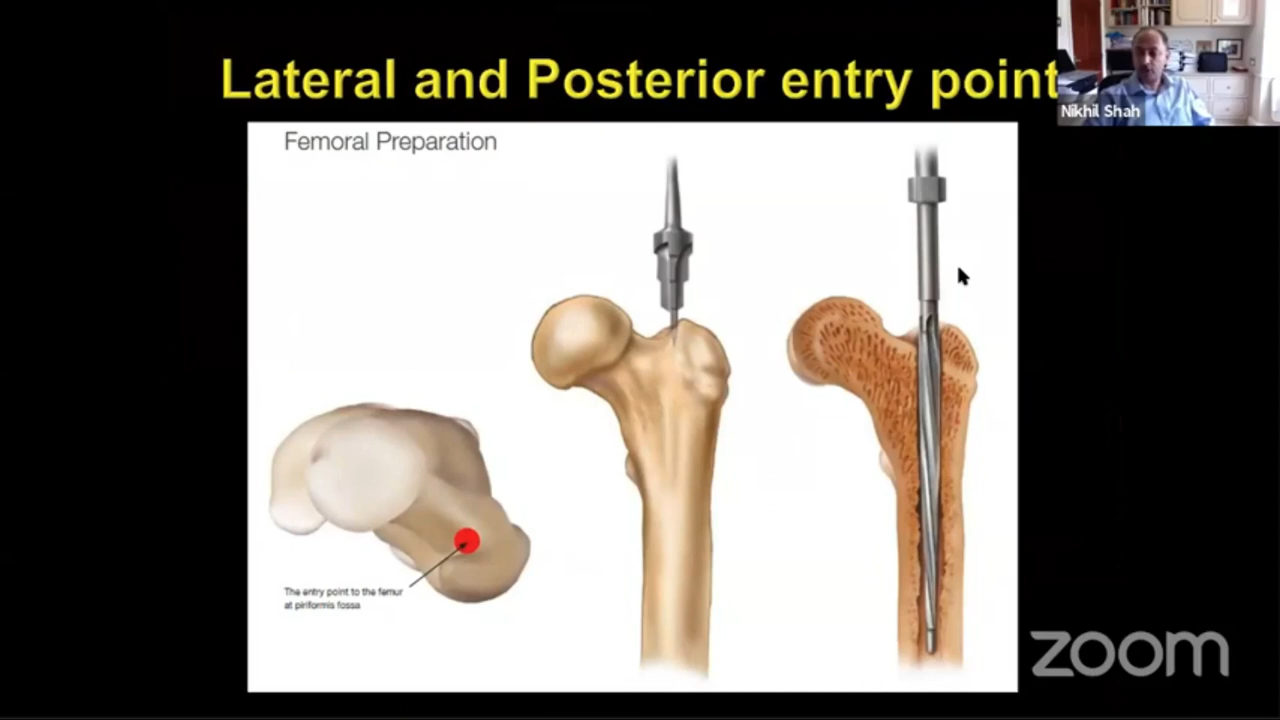 Lateral and Posterior entry point
Nikhil Shah
Femoral Preparation
The entry point to the femur
at piriformis fossa
zoom